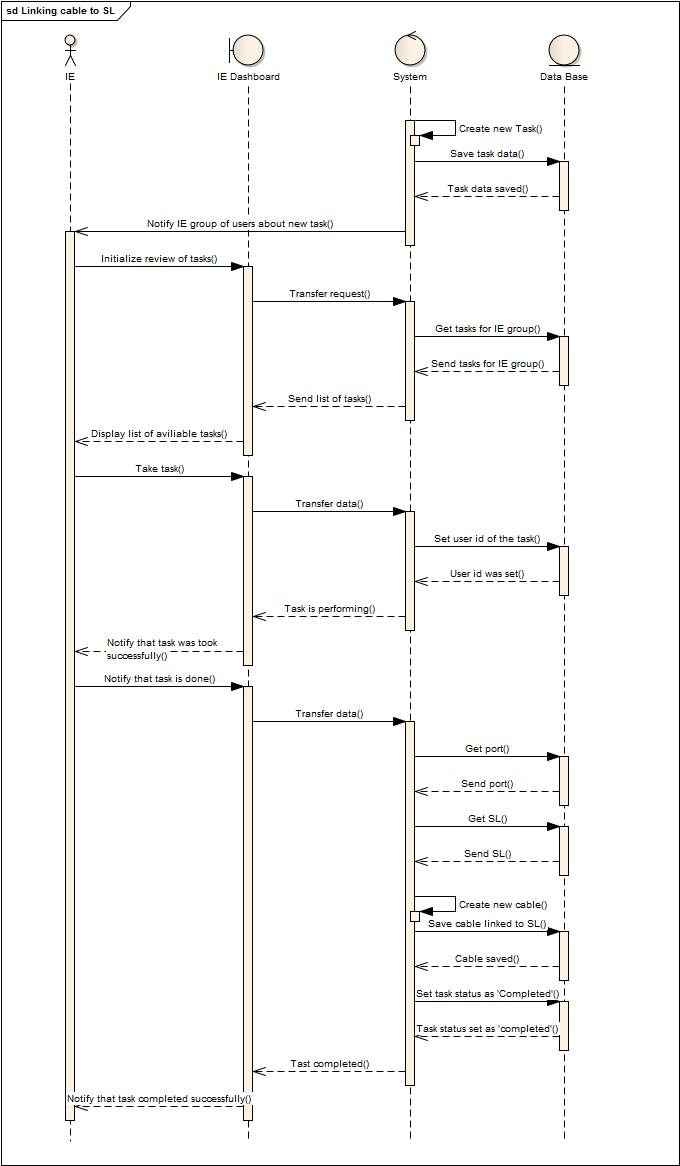 sd Linking cable to SL
IE
IE Dashboard
System
Data Base
Create new Task()
Save task data()
Task data saved()
Notify IE group of users about new task()
Initialize review of tasks()
Transfer request()
Get tasks for IE group()
Send tasks for IE group()
Send list of tasks()
Display list of aviliable tasks()
Take task()
Transfer data()
Set user id of the task()
User id was set()
Task is performing()
Notify that task was took
successfully()
Notify that task is done()
Transfer data()
Get port()
Send port()
Get SL()
Send SL()
Create new cable()
Save cable linked to SL()
Cable saved()
Set task status as 'Completed'()
Task status set as 'completed'()
Tast completed()
Notify that task completed successfully()